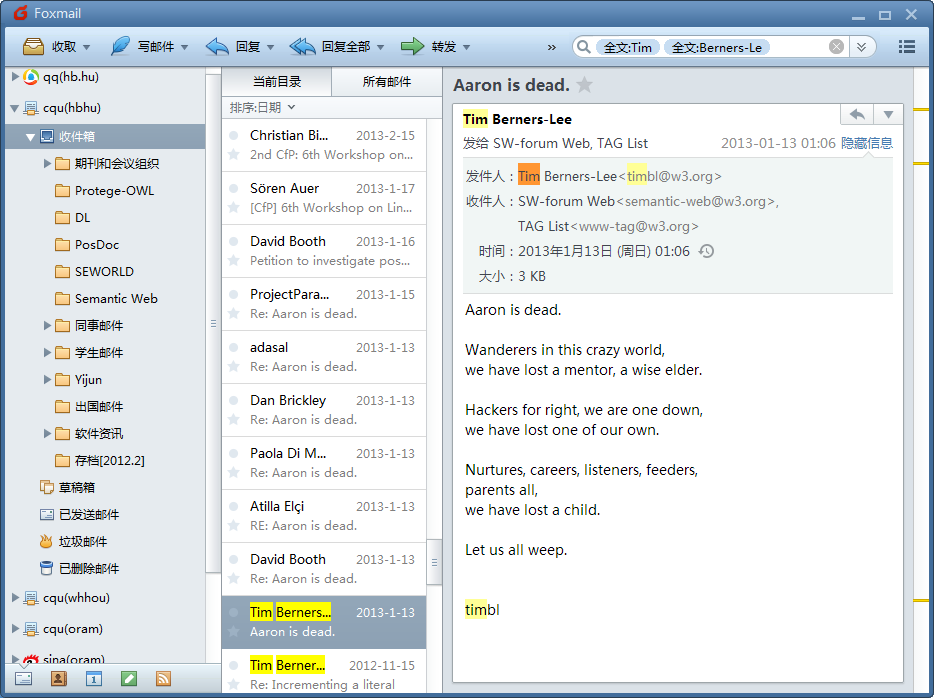 Foxmail
收取 写邮件 回复 回复全部 转发 » 全文:Tim 全文:Berners-Le
qq(hb.hu)
cqu(hbhu)
收件箱
期刊和会议组织
Protege-OWL
DL
PosDoc
SEWORLD
Semantic Web
同事邮件
学生邮件
Yijun
出国邮件
软件资讯
存档[2012.2]
草稿箱
已发送邮件
垃圾邮件
已删除邮件
cqu(whhou)
cqu(oram)
sina(oram)
当前目录 所有邮件
排序:日期
Christian Bi... 2013-2-15
2nd CfP: 6th Workshop on...
Sören Auer 2013-1-17
[CfP] 6th Workshop on Lin...
David Booth 2013-1-16
Petition to investigate pos...
ProjectPara... 2013-1-15
Re: Aaron is dead.
adasal 2013-1-13
Re: Aaron is dead.
Dan Brickley 2013-1-13
Re: Aaron is dead.
Paola Di M... 2013-1-13
Re: Aaron is dead.
Atilla Elçi 2013-1-13
RE: Aaron is dead.
David Booth 2013-1-13
Re: Aaron is dead.
Tim Berners... 2013-1-13
Aaron is dead.
Tim Berner... 2012-11-15
Re: Incrementing a literal
Aaron is dead.
Tim Berners-Lee
发给 SW-forum Web, TAG List 2013-01-13 01:06 隐藏信息
发件人：Tim Berners-Lee<timbl@w3.org>
收件人：SW-forum Web<semantic-web@w3.org>,
TAG List<www-tag@w3.org>
时间：2013年1月13日 (周日) 01:06
大小：3 KB
Aaron is dead.
Wanderers in this crazy world,
we have lost a mentor, a wise elder.
Hackers for right, we are one down,
we have lost one of our own.
Nurtures, careers, listeners, feeders,
parents all,
we have lost a child.
Let us all weep.
timbl